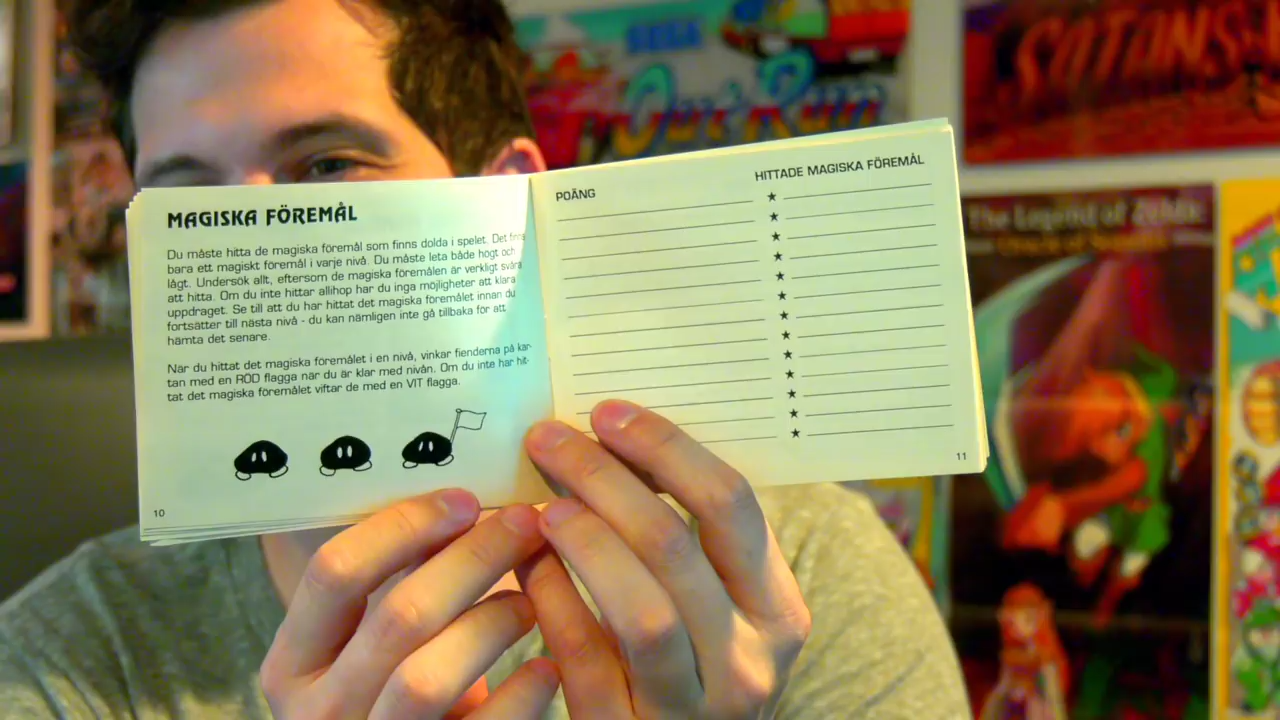 SEGA
OutRun
SATANS
The Legend of Zelda
MAGISKA FÖREMÅL
Du måste hitta de magiska föremål som finns dolda i spelet. Det finns
bara ett magiskt föremål i varje nivå. Du måste leta både högt och
lågt. Undersök allt, eftersom de magiska föremålen är verkligt svåra
att hitta. Om du inte hittar allihop har du inga möjligheter att klara
uppdraget. Se till att du har hittat det magiska föremålet innan du
fortsätter till nästa nivå - du kan nämligen inte gå tillbaka för att
hämta det senare.
När du hittat det magiska föremålet i en nivå, vinkar fienderna på kar-
tan med en RÖD flagga när du är klar med nivån. Om du inte har hit-
tat det magiska föremålet viftar de med en VIT flagga.
10
POÄNG
HITTADE MAGISKA FÖREMÅL
11